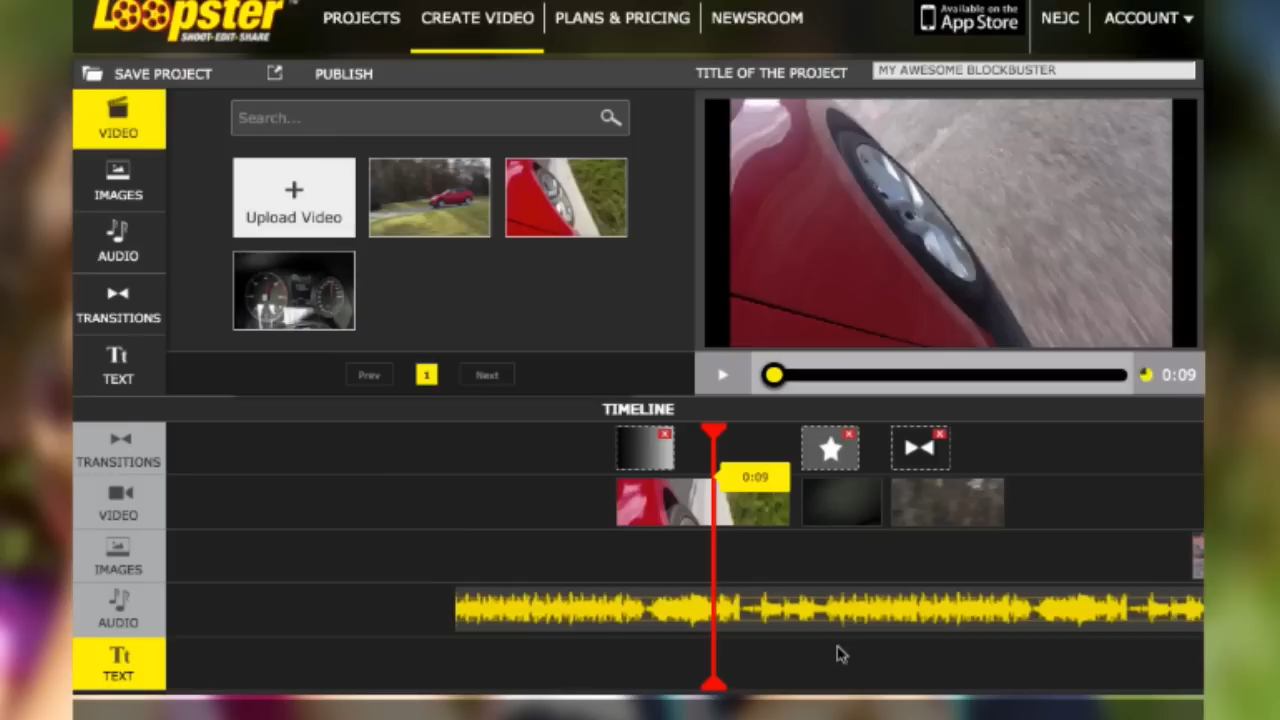 Loopster
SHOOT-EDIT-SHARE
PROJECTS
CREATE VIDEO
PLANS & PRICING
NEWSROOM
Available on the
App Store
NEJC
ACCOUNT
SAVE PROJECT
PUBLISH
TITLE OF THE PROJECT
MY AWESOME BLOCKBUSTER
VIDEO
Search...
IMAGES
Upload Video
AUDIO
TRANSITIONS
Tt
TEXT
Prev
1
Next
0:09
TIMELINE
TRANSITIONS
0:09
VIDEO
IMAGES
AUDIO
Tt
TEXT